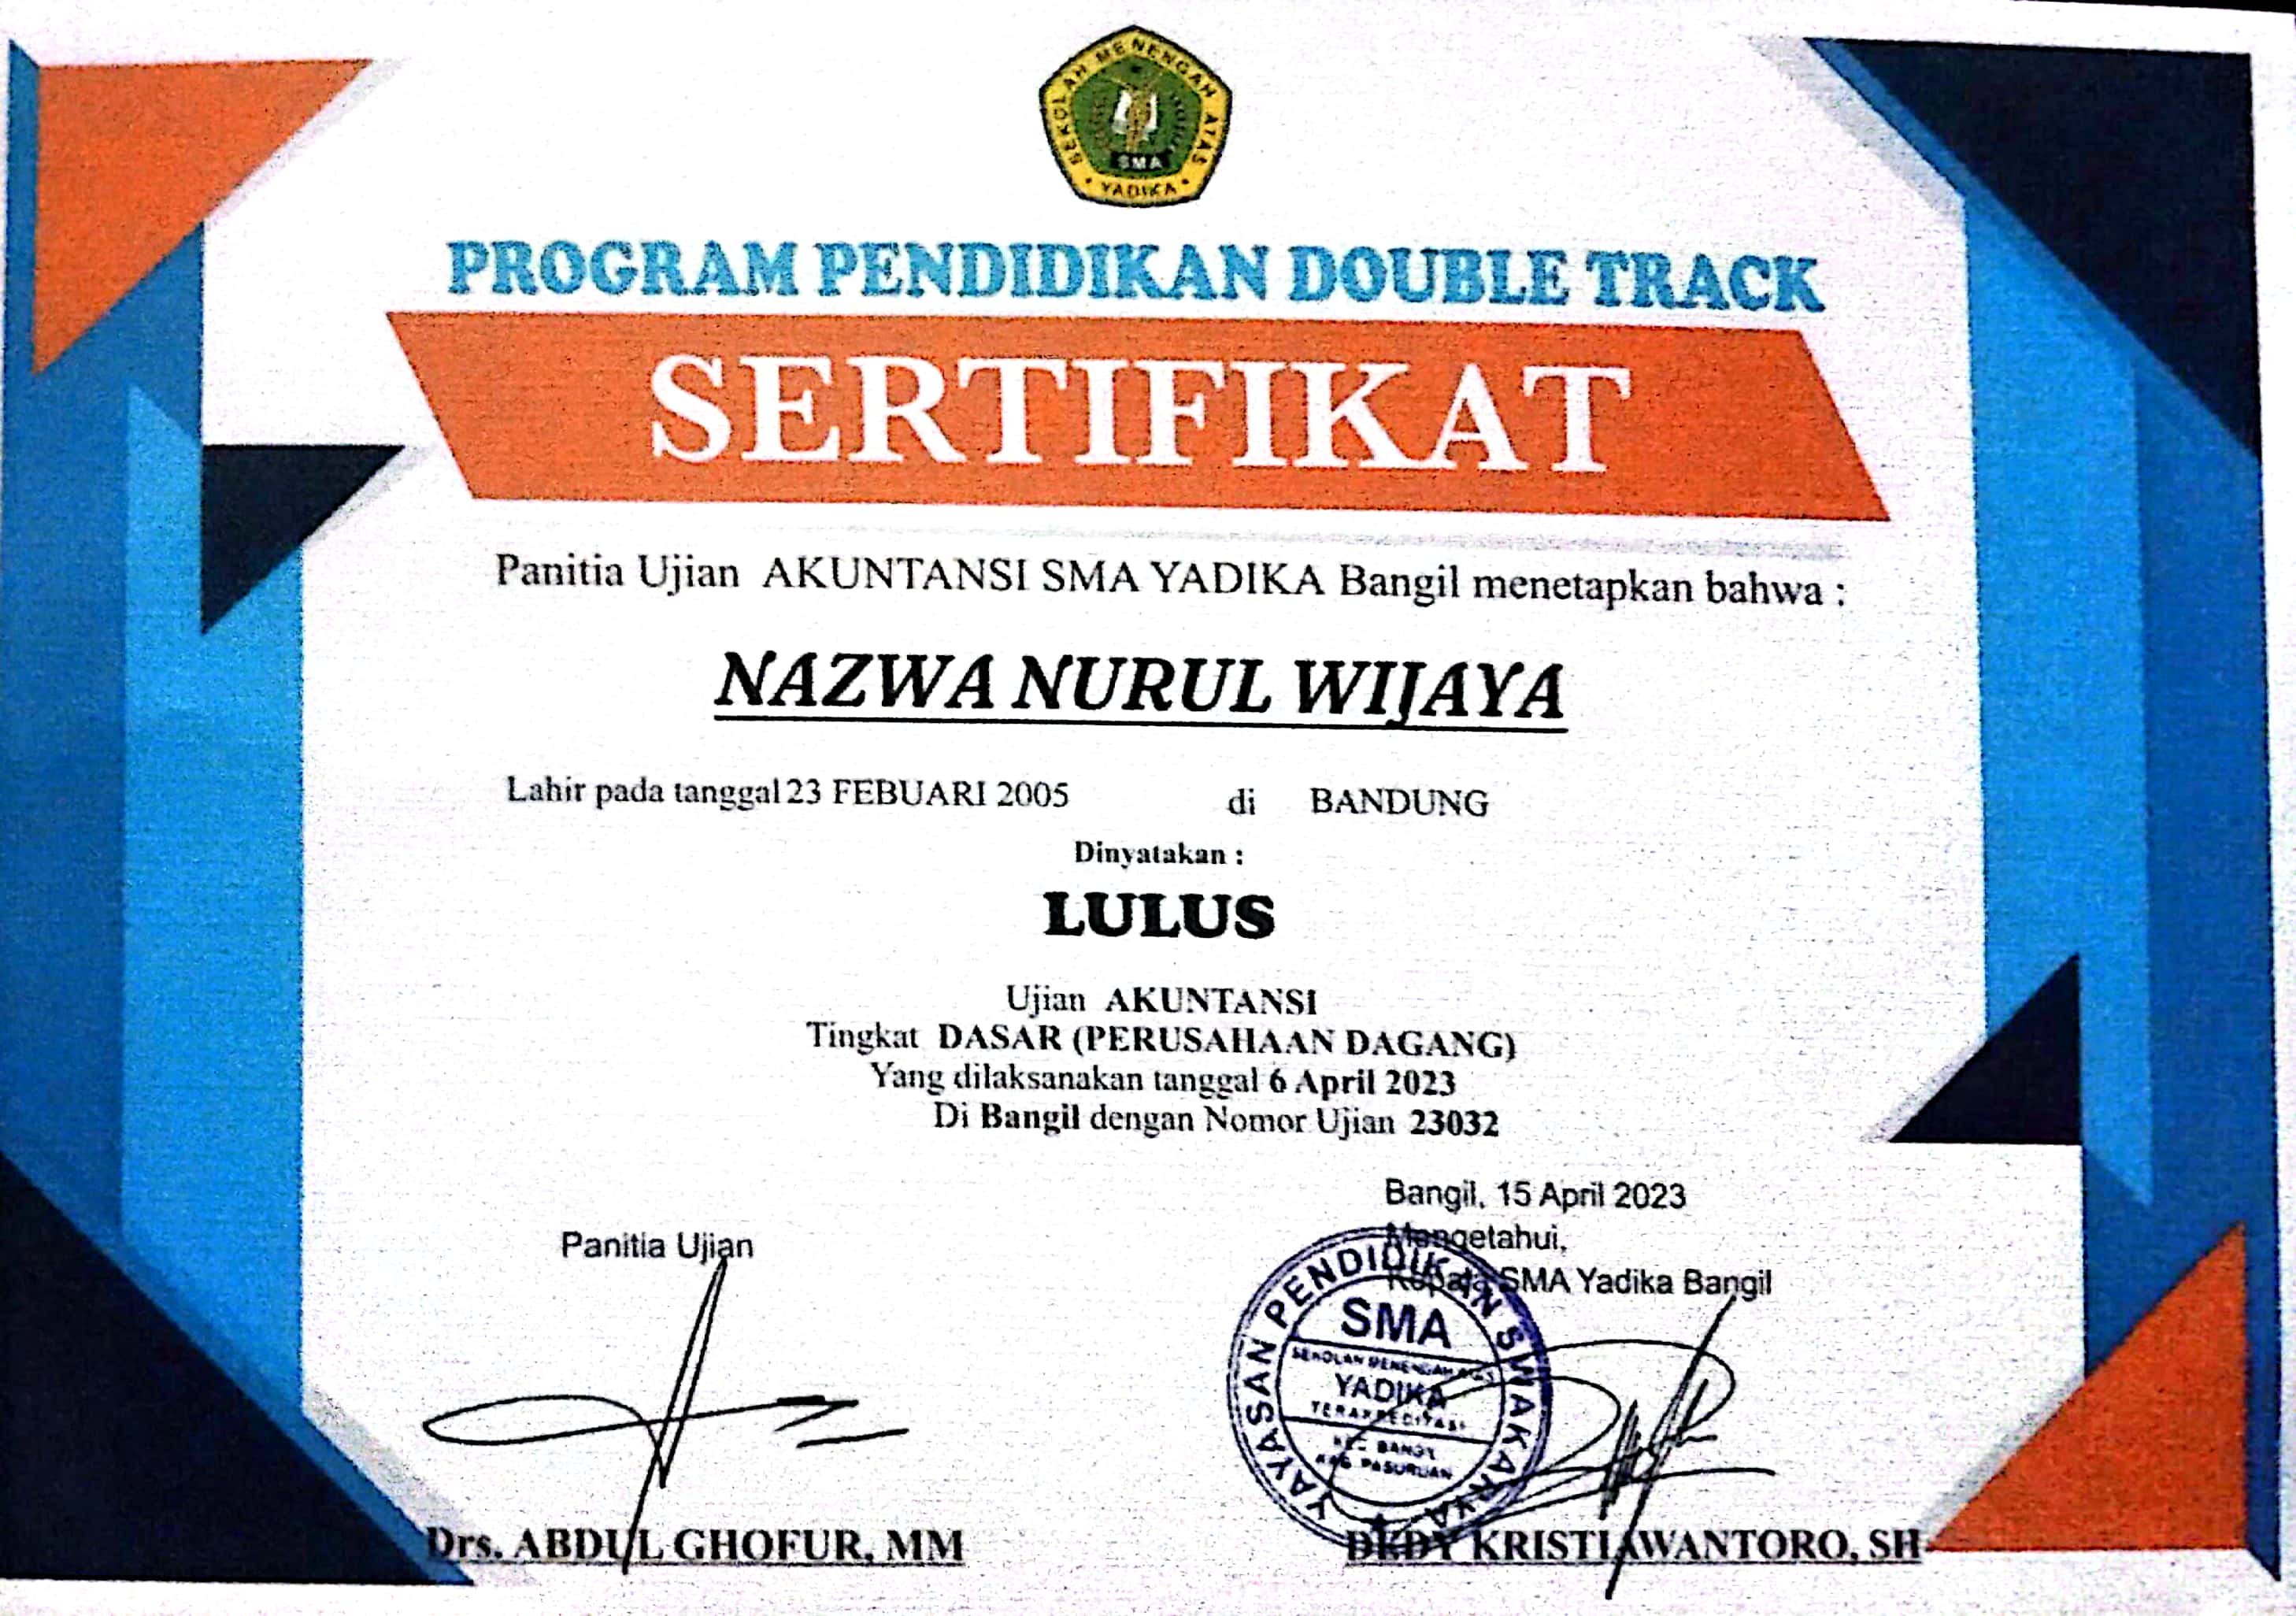 SEKOLAH MENENGAH ATAS
SMA
YADIKA
PROGRAM PENDIDIKAN DOUBLE TRACK
SERTIFIKAT
Panitia Ujian AKUNTANSI SMA YADIKA Bangil menetapkan bahwa :
NAZWA NURUL WIJAYA
Lahir pada tanggal 23 FEBUARI 2005 di BANDUNG
Dinyatakan :
LULUS
Ujian AKUNTANSI
Tingkat DASAR (PERUSAHAAN DAGANG)
Yang dilaksanakan tanggal 6 April 2023
Di Bangil dengan Nomor Ujian 23032
Bangil, 15 April 2023
Mengetahui,
Kepala SMA Yadika Bangil
Panitia Ujian
YAYASAN PENDIDIKAN SWAKARYA
SMA
SEKOLAH MENENGAH ATAS
YADIKA
TERAKREDITASI
KEC BANGIL
KAB PASURUAN
Drs. ABDUL GHOFUR, MM
KRISTIAWANTORO, SH